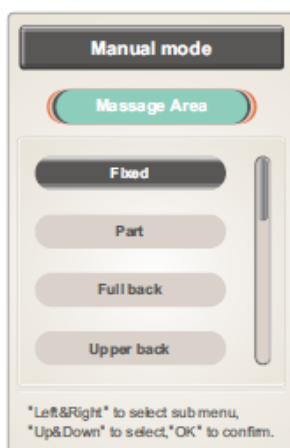 Manual mode
Massage Area
Fixed
Part
Full back
Upper back
"Left&Right" to select sub menu,
"Up&Down" to select,"OK" to confirm.